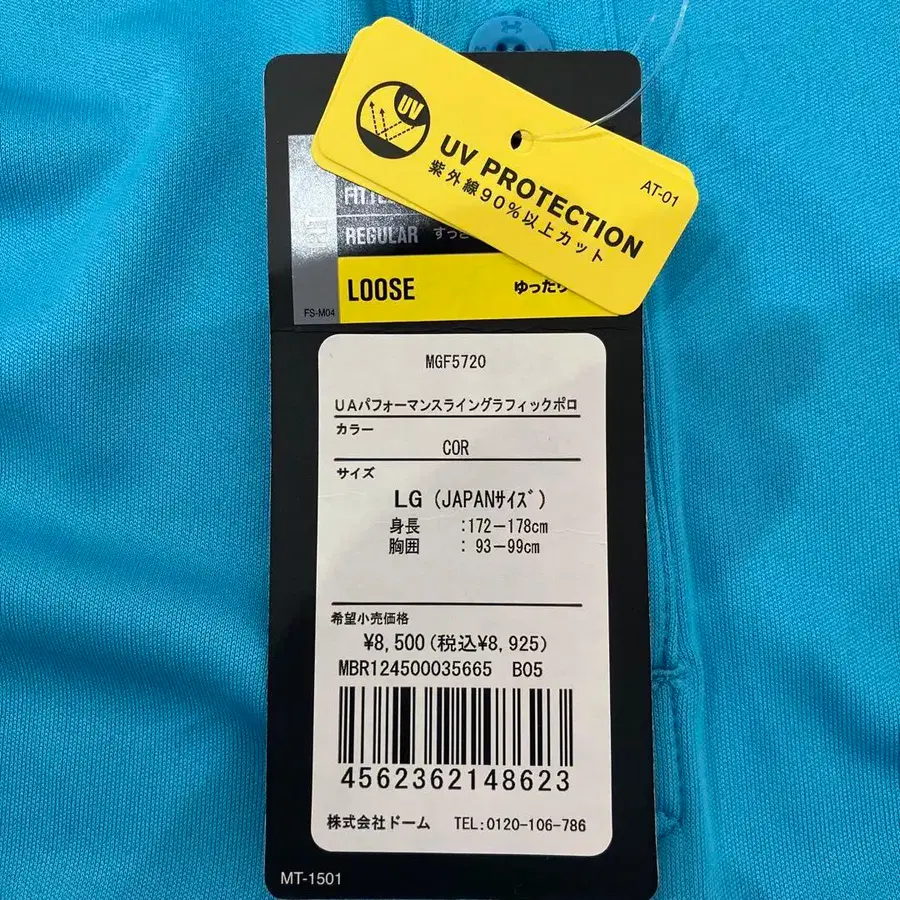 UV
UV PROTECTION
紫外線90%以上カット
AT-01
REGULAR
LOOSE ゆったり
FS-M04
MGF5720
UAパフォーマンスライングラフィックポロ
カラー
COR
サイズ
LG (JAPANｻｲｽﾞ)
身長 :172-178cm
胸囲 : 93-99cm
希望小売価格
¥8,500(税込¥8,925)
MBR124500035665 B05
4562362148623
株式会社ドーム TEL:0120-106-786
MT-1501